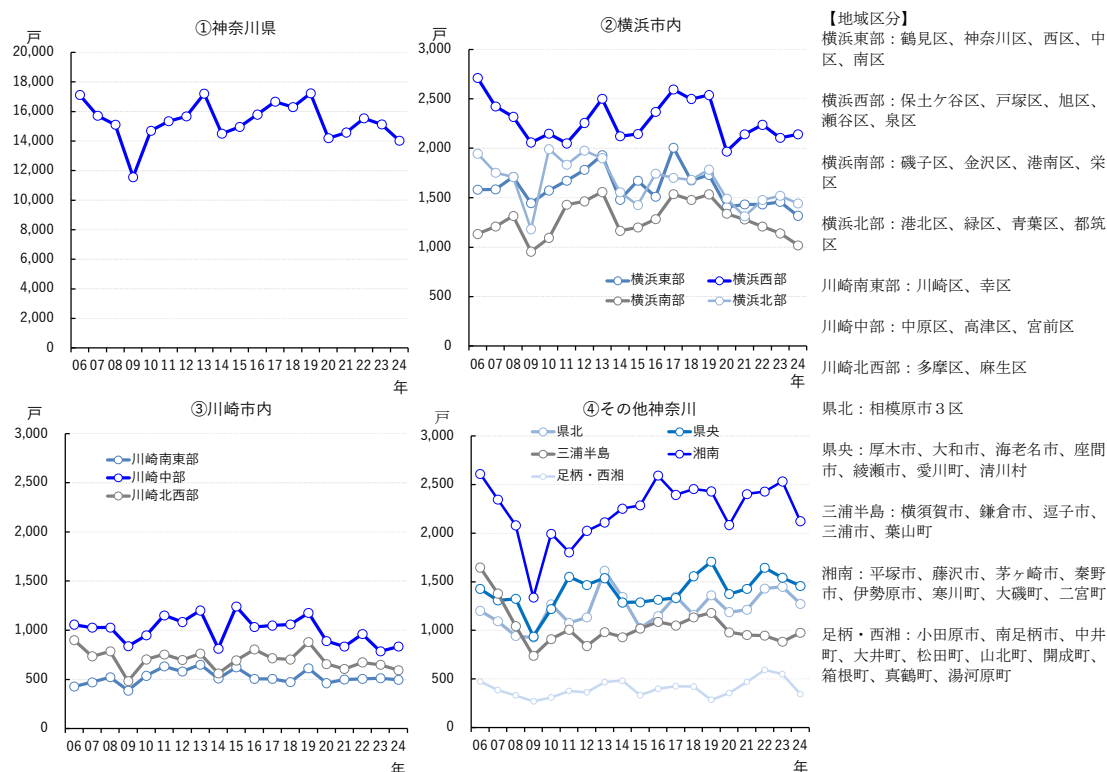 ①神奈川県
戸
20,000
18,000
16,000
14,000
12,000
10,000
8,000
6,000
4,000
2,000
0
06 07 08 09 10 11 12 13 14 15 16 17 18 19 20 21 22 23 24
年
②横浜市内
戸
3,000
2,500
2,000
1,500
1,000
500
0
横浜東部
横浜西部
横浜南部
横浜北部
06 07 08 09 10 11 12 13 14 15 16 17 18 19 20 21 22 23 24
年
③川崎市内
戸
3,000
2,500
2,000
1,500
1,000
500
0
川崎南東部
川崎中部
川崎北西部
06 07 08 09 10 11 12 13 14 15 16 17 18 19 20 21 22 23 24
年
④その他神奈川
戸
3,000
2,500
2,000
1,500
1,000
500
0
県北
県央
三浦半島
湘南
足柄・西湘
06 07 08 09 10 11 12 13 14 15 16 17 18 19 20 21 22 23 24
年
【地域区分】
横浜東部：鶴見区、神奈川区、西区、中
区、南区
横浜西部：保土ケ谷区、戸塚区、旭区、
瀬谷区、泉区
横浜南部：磯子区、金沢区、港南区、栄
区
横浜北部：港北区、緑区、青葉区、都筑
区
川崎南東部：川崎区、幸区
川崎中部：中原区、高津区、宮前区
川崎北西部：多摩区、麻生区
県北：相模原市３区
県央：厚木市、大和市、海老名市、座間
市、綾瀬市、愛川町、清川村
三浦半島：横須賀市、鎌倉市、逗子市、
三浦市、葉山町
湘南：平塚市、藤沢市、茅ヶ崎市、秦野
市、伊勢原市、寒川町、大磯町、二宮町
足柄・西湘：小田原市、南足柄市、中井
町、大井町、松田町、山北町、開成町、
箱根町、真鶴町、湯河原町